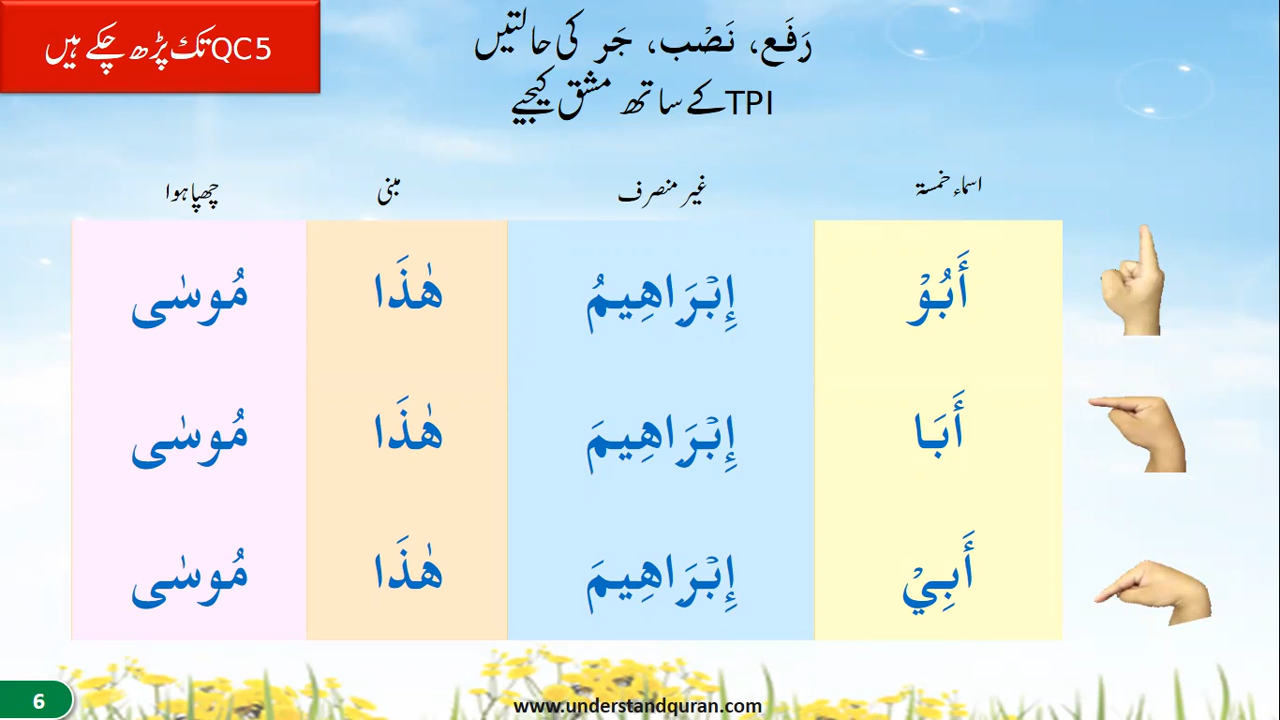 QC5 تک پڑھ چکے ہیں
رَفَع، نَصْب، جَر کی حالتیں
TPI کے ساتھ مشق کیجیے
اسماء خمسۃ غیر منصرف مبنی چھپا ہوا
أَبُوْ إِبْرَاهِيمُ هٰذَا مُوسٰى
أَبَا إِبْرَاهِيمَ هٰذَا مُوسٰى
أَبِيْ إِبْرَاهِيمَ هٰذَا مُوسٰى
6
www.understandquran.com